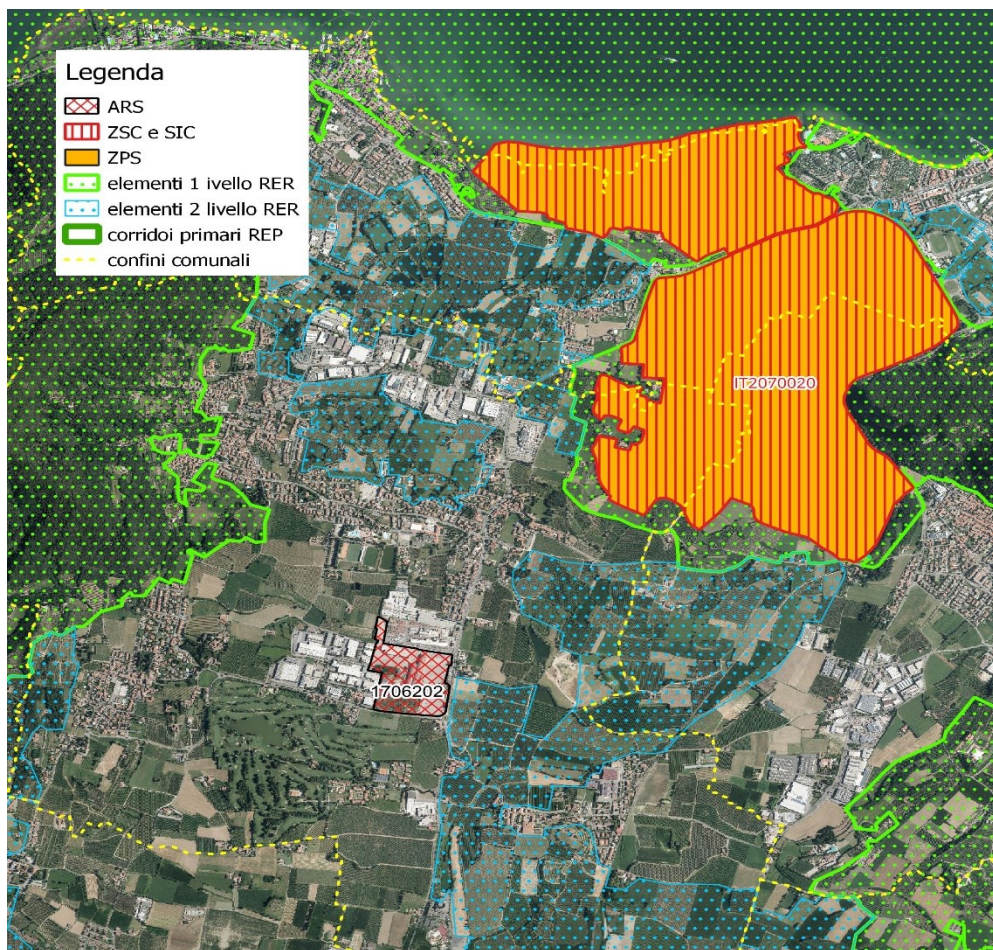 Legenda
ARS
ZSC e SIC
ZPS
elementi 1 ivello RER
elementi 2 livello RER
corridoi primari REP
confini comunali
IT2070020
1706202